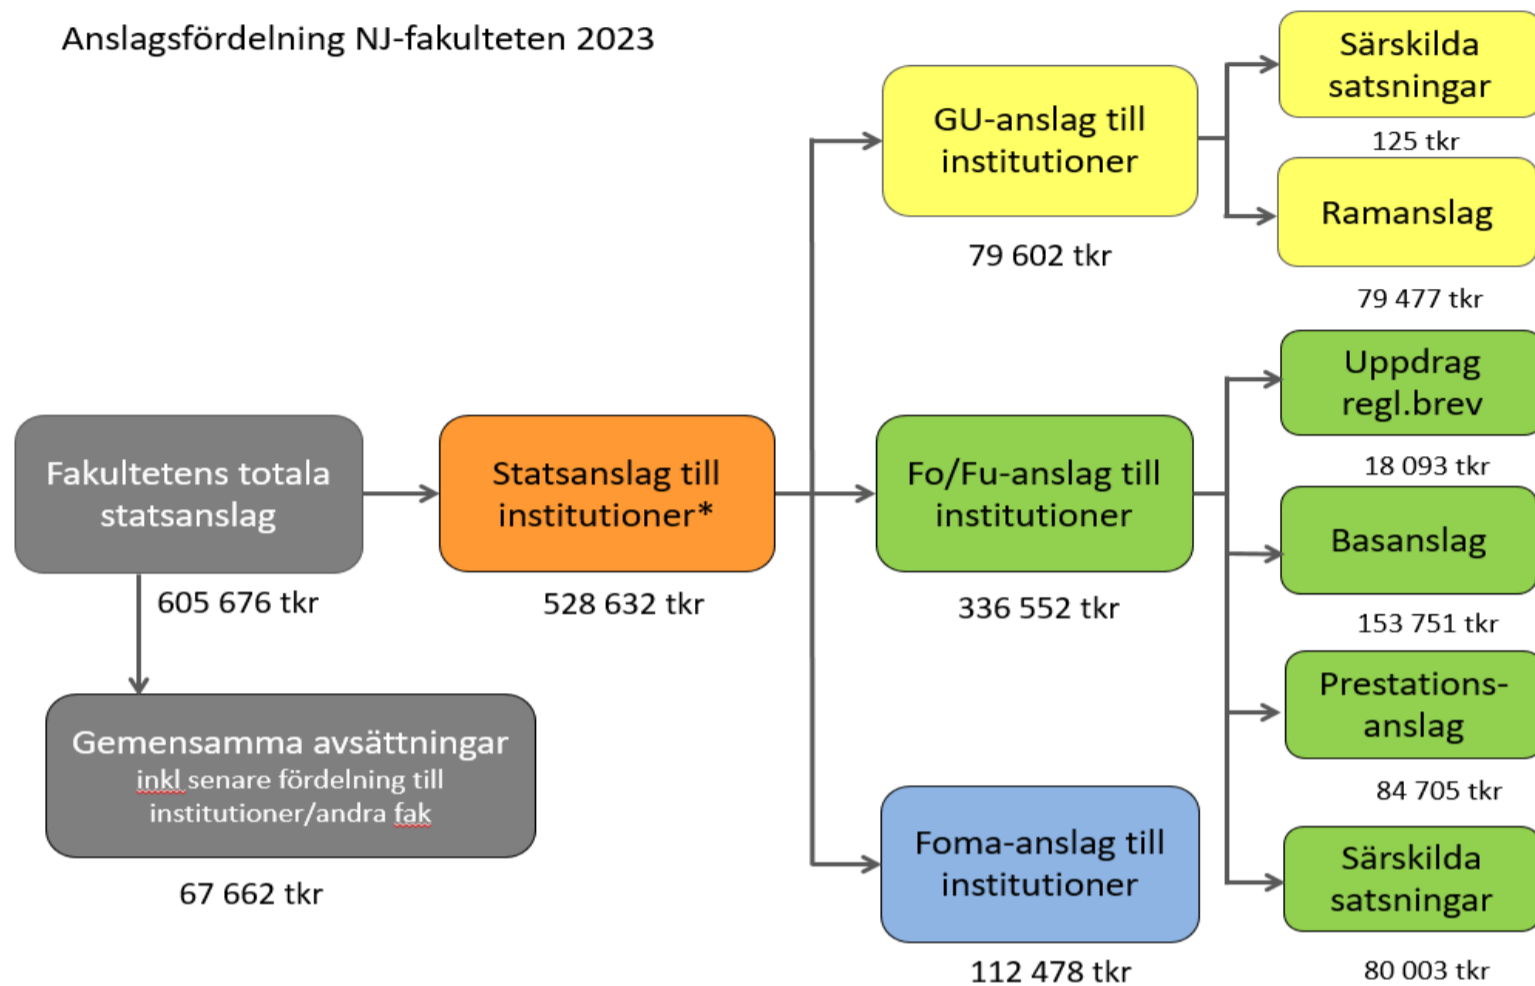 Anslagsfördelning NJ-fakulteten 2023
Fakultetens totala
statsanslag
605 676 tkr
Gemensamma avsättningar
inkl senare fördelning till
institutioner/andra fak
67 662 tkr
Statsanslag till
institutioner*
528 632 tkr
GU-anslag till
institutioner
79 602 tkr
Särskilda
satsningar
125 tkr
Ramanslag
79 477 tkr
Fo/Fu-anslag till
institutioner
336 552 tkr
Uppdrag
regl.brev
18 093 tkr
Basanslag
153 751 tkr
Prestations-
anslag
84 705 tkr
Särskilda
satsningar
80 003 tkr
Foma-anslag till
institutioner
112 478 tkr